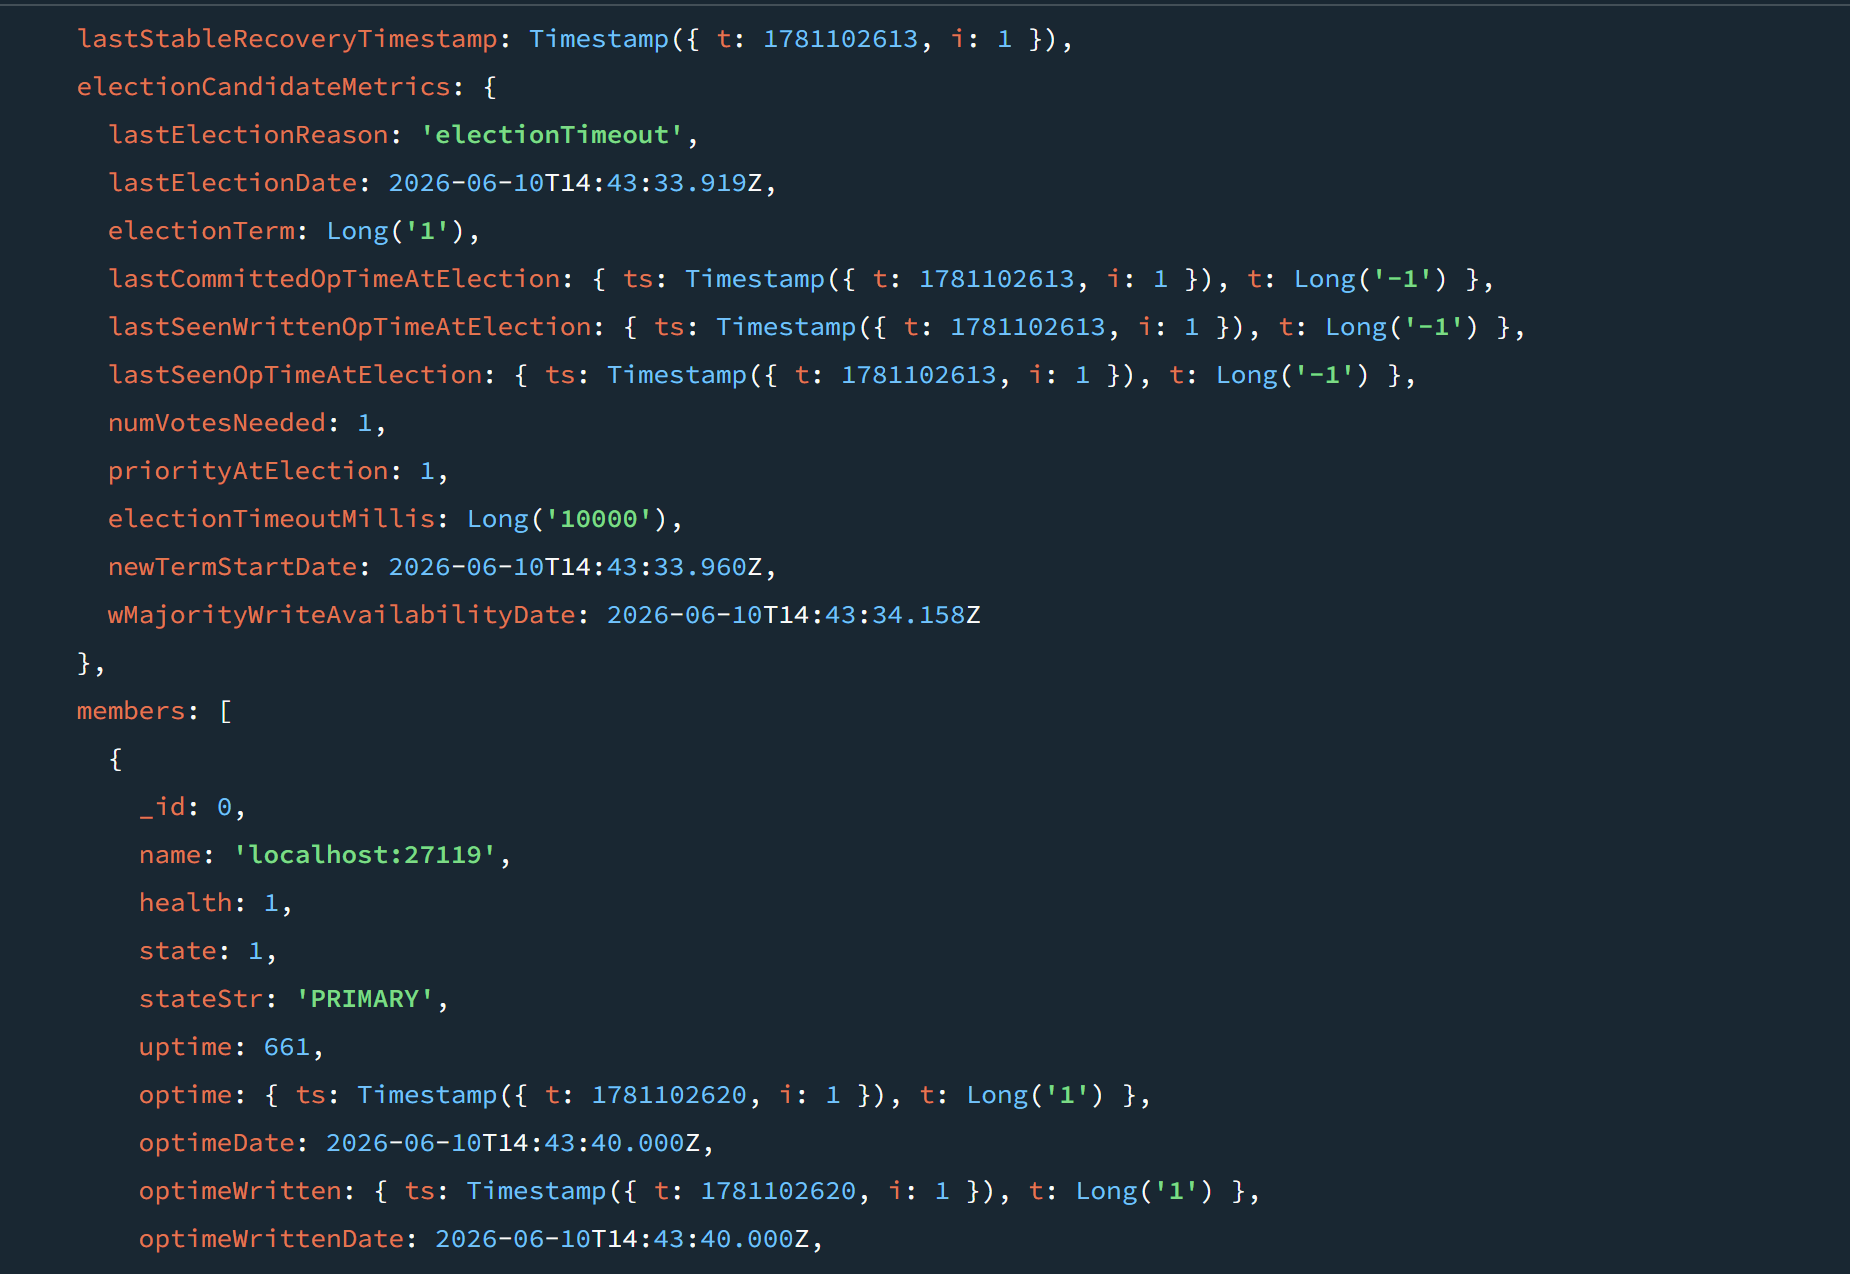 lastStableRecoveryTimestamp: Timestamp({ t: 1781102613, i: 1 }),
electionCandidateMetrics: {
lastElectionReason: 'electionTimeout',
lastElectionDate: 2026-06-10T14:43:33.919Z,
electionTerm: Long('1'),
lastCommittedOpTimeAtElection: { ts: Timestamp({ t: 1781102613, i: 1 }), t: Long('-1') },
lastSeenWrittenOpTimeAtElection: { ts: Timestamp({ t: 1781102613, i: 1 }), t: Long('-1') },
lastSeenOpTimeAtElection: { ts: Timestamp({ t: 1781102613, i: 1 }), t: Long('-1') },
numVotesNeeded: 1,
priorityAtElection: 1,
electionTimeoutMillis: Long('10000'),
newTermStartDate: 2026-06-10T14:43:33.960Z,
wMajorityWriteAvailabilityDate: 2026-06-10T14:43:34.158Z
},
members: [
{
_id: 0,
name: 'localhost:27119',
health: 1,
state: 1,
stateStr: 'PRIMARY',
uptime: 661,
optime: { ts: Timestamp({ t: 1781102620, i: 1 }), t: Long('1') },
optimeDate: 2026-06-10T14:43:40.000Z,
optimeWritten: { ts: Timestamp({ t: 1781102620, i: 1 }), t: Long('1') },
optimeWrittenDate: 2026-06-10T14:43:40.000Z,